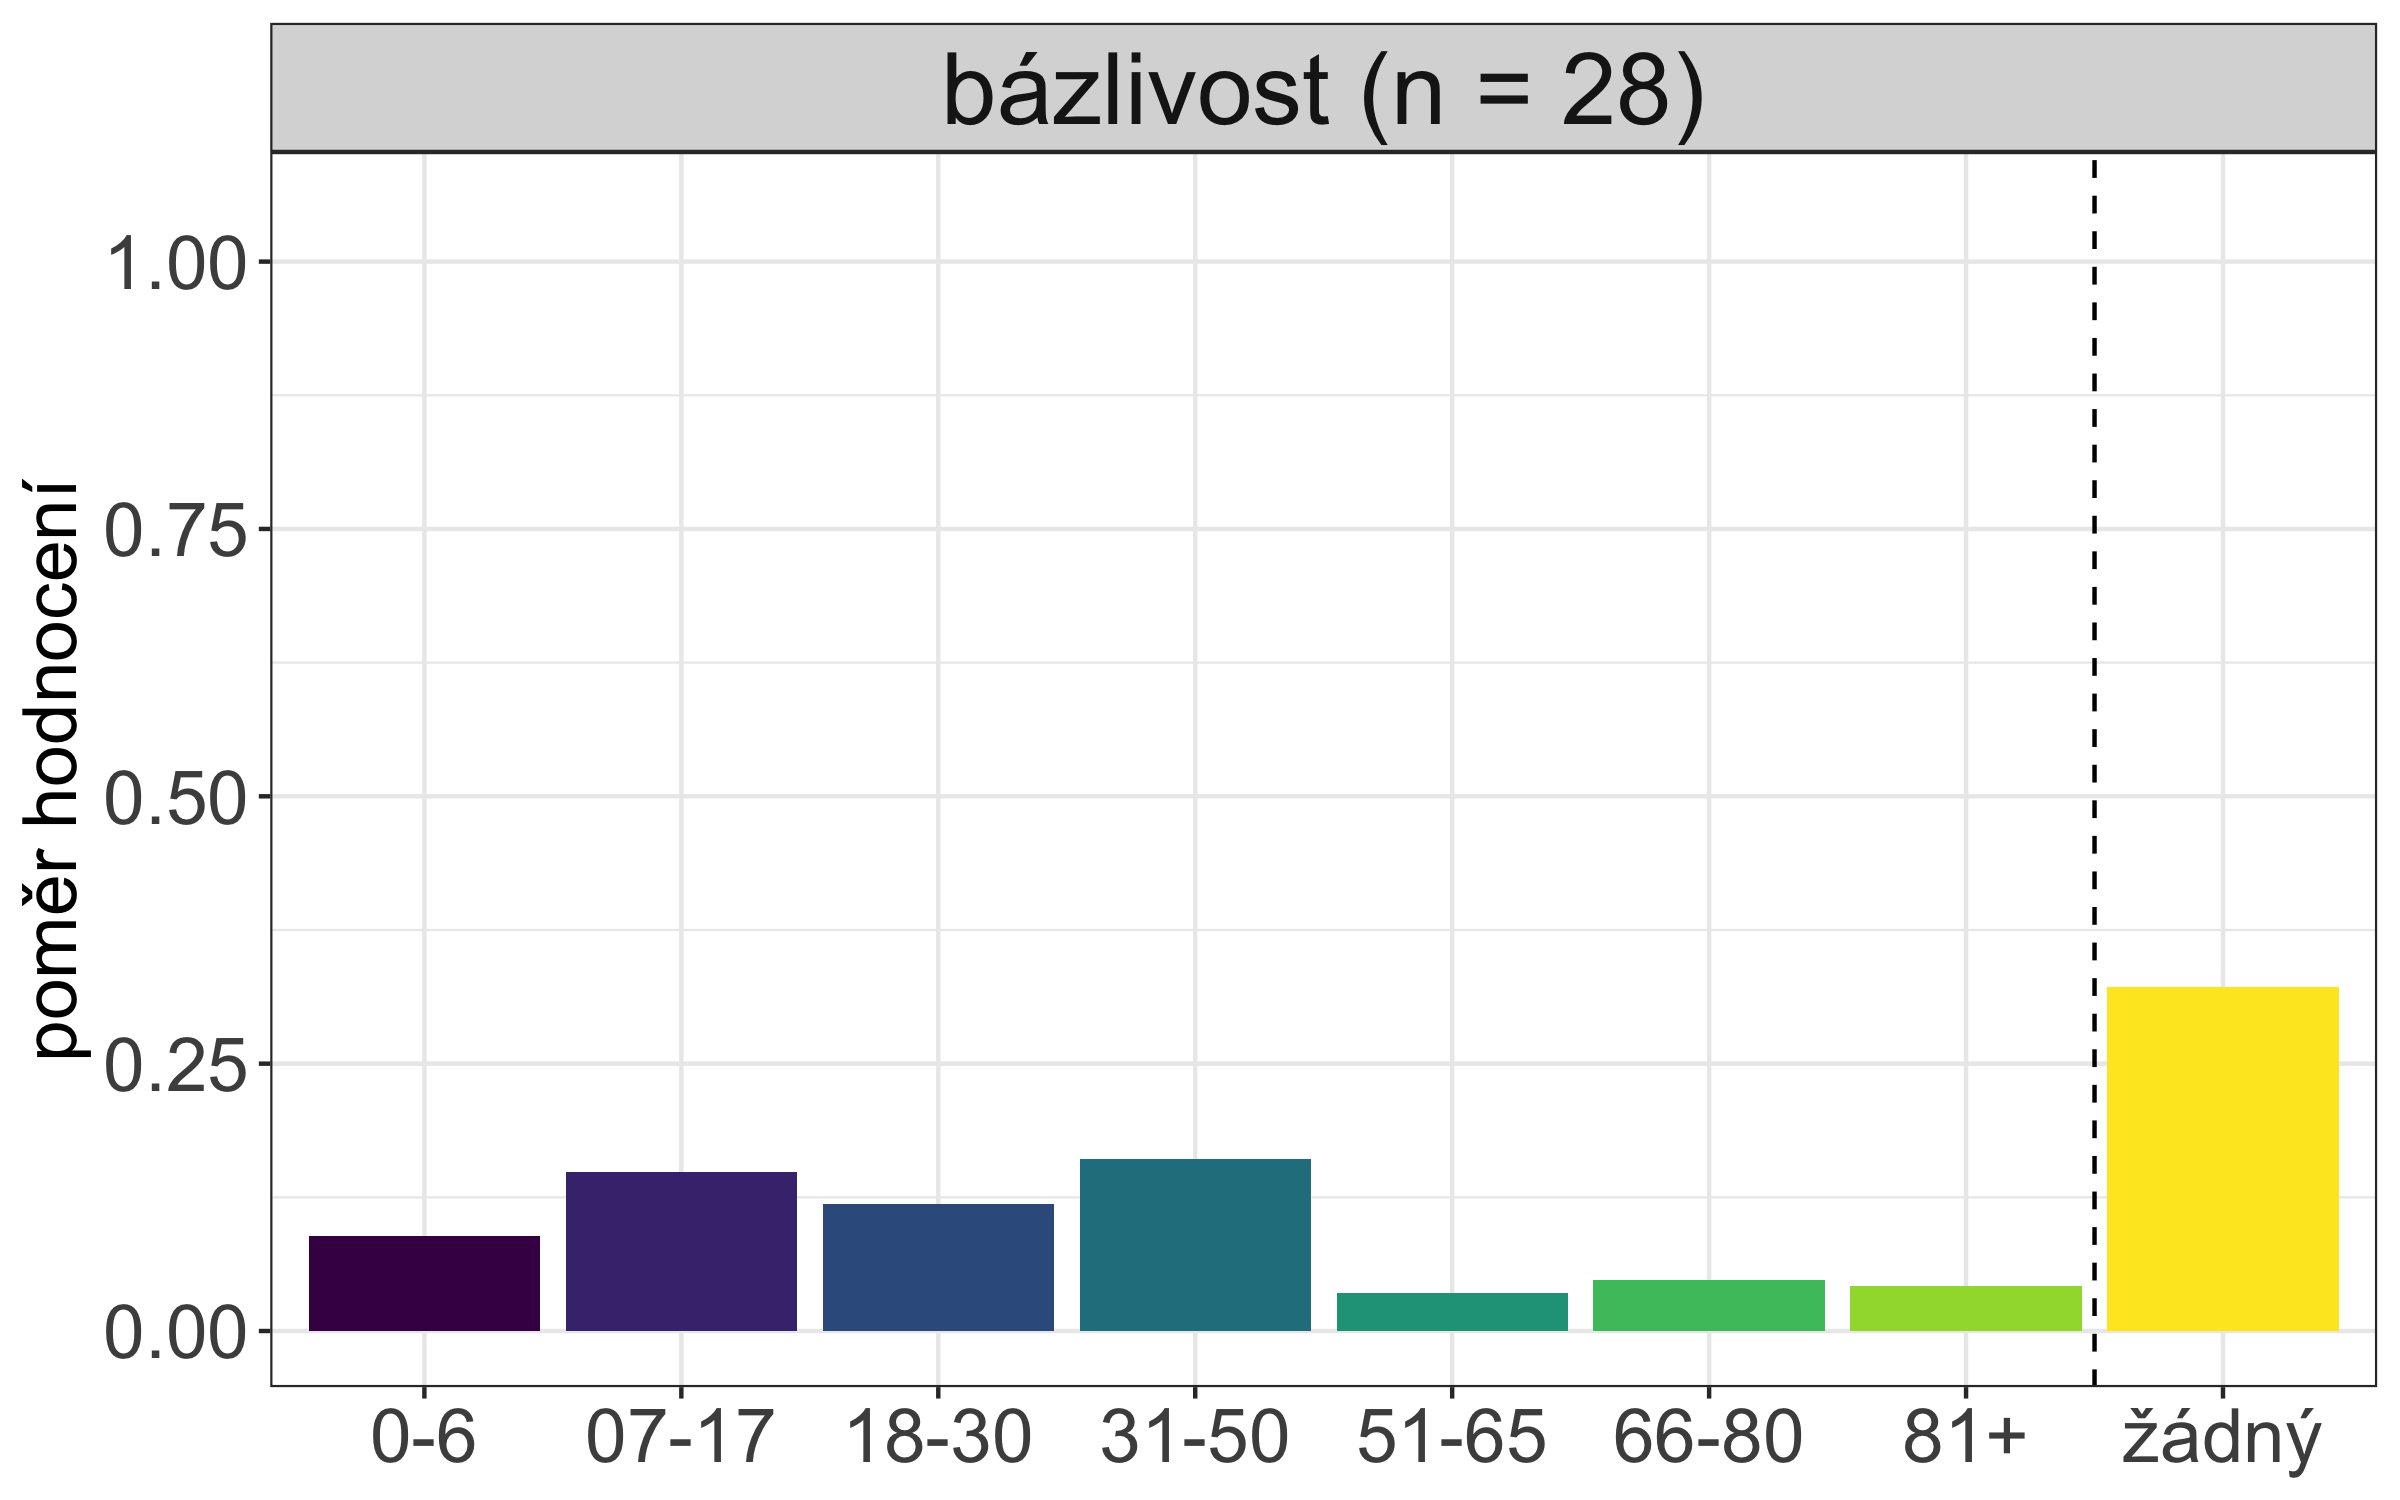 bázlivost (n = 28)
poměr hodnocení
1.00
0.75
0.50
0.25
0.00
0-6 07-17 18-30 31-50 51-65 66-80 81+ žádný